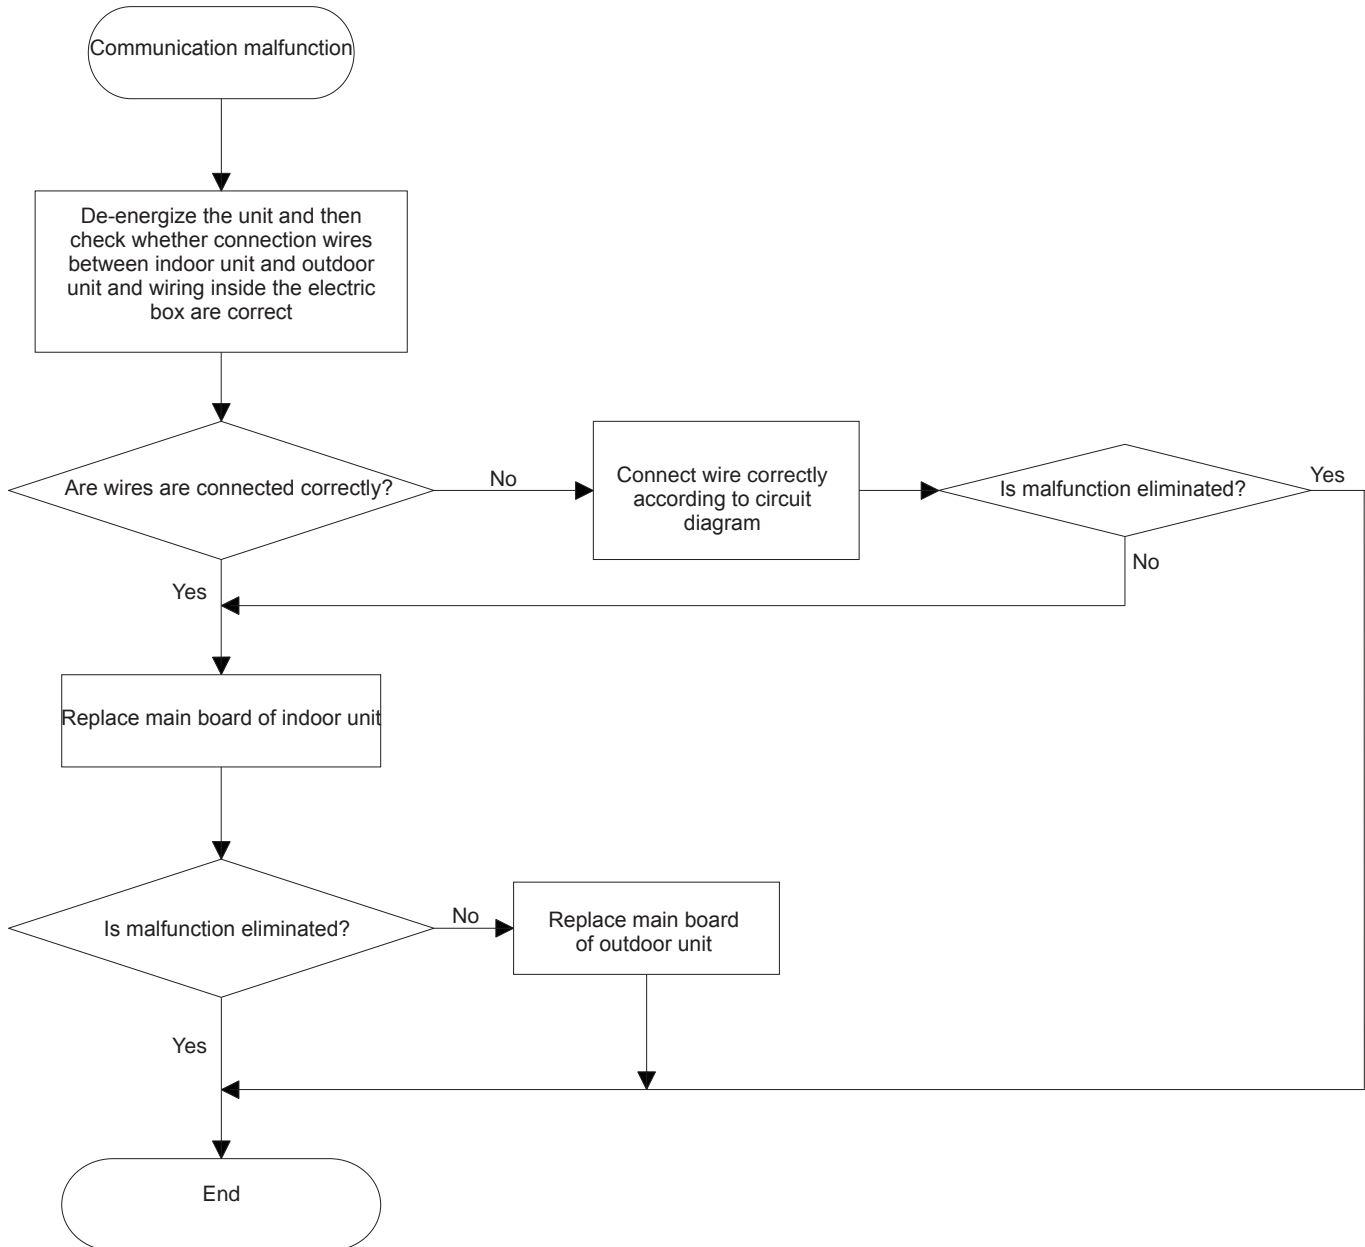 Communication malfunction
De-energize the unit and then
check whether connection wires
between indoor unit and outdoor
unit and wiring inside the electric
box are correct
Are wires are connected correctly?
No
Connect wire correctly
according to circuit
diagram
Is malfunction eliminated?
Yes
No
Yes
Replace main board of indoor unit
Is malfunction eliminated?
No
Replace main board
of outdoor unit
Yes
End